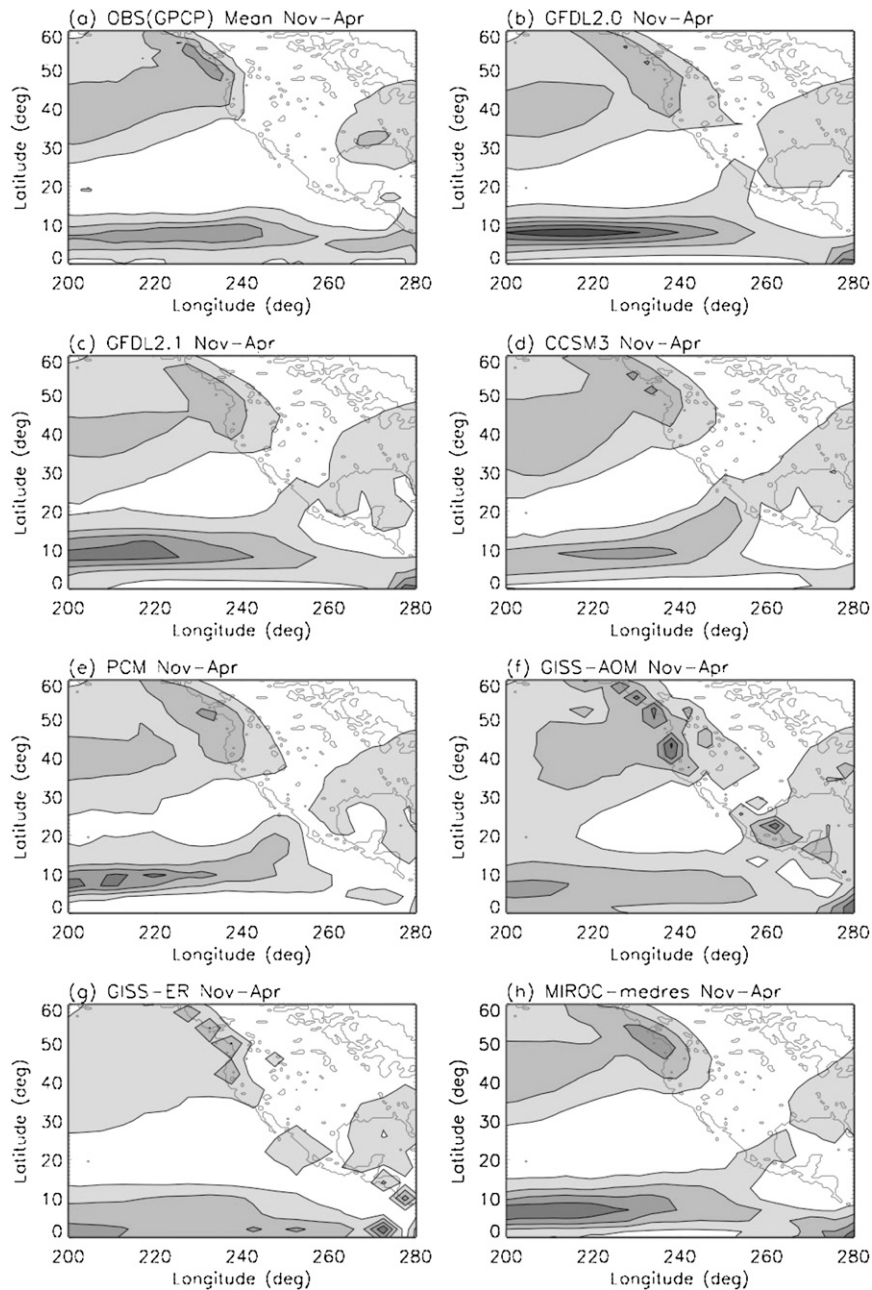 (a) OBS(GPCP) Mean Nov-Apr
60
50
40
30
20
10
0
Latitude (deg)
200 220 240 260 280
Longitude (deg)
(b) GFDL2.0 Nov-Apr
60
50
40
30
20
10
0
Latitude (deg)
200 220 240 260 280
Longitude (deg)
(c) GFDL2.1 Nov-Apr
60
50
40
30
20
10
0
Latitude (deg)
200 220 240 260 280
Longitude (deg)
(d) CCSM3 Nov-Apr
60
50
40
30
20
10
0
Latitude (deg)
200 220 240 260 280
Longitude (deg)
(e) PCM Nov-Apr
60
50
40
30
20
10
0
Latitude (deg)
200 220 240 260 280
Longitude (deg)
(f) GISS-AOM Nov-Apr
60
50
40
30
20
10
0
Latitude (deg)
200 220 240 260 280
Longitude (deg)
(g) GISS-ER Nov-Apr
60
50
40
30
20
10
0
Latitude (deg)
200 220 240 260 280
Longitude (deg)
(h) MIROC-medres Nov-Apr
60
50
40
30
20
10
0
Latitude (deg)
200 220 240 260 280
Longitude (deg)